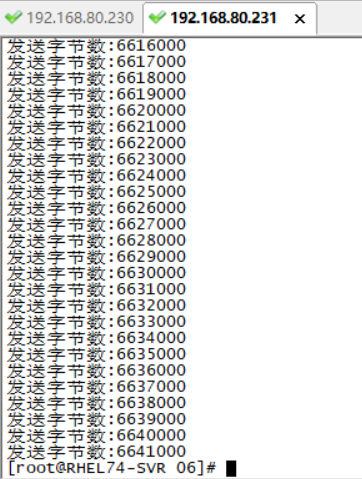 192.168.80.230 192.168.80.231 ×
发送字节数:6616000
发送字节数:6617000
发送字节数:6618000
发送字节数:6619000
发送字节数:6620000
发送字节数:6621000
发送字节数:6622000
发送字节数:6623000
发送字节数:6624000
发送字节数:6625000
发送字节数:6626000
发送字节数:6627000
发送字节数:6628000
发送字节数:6629000
发送字节数:6630000
发送字节数:6631000
发送字节数:6632000
发送字节数:6633000
发送字节数:6634000
发送字节数:6635000
发送字节数:6636000
发送字节数:6637000
发送字节数:6638000
发送字节数:6639000
发送字节数:6640000
发送字节数:6641000
[root@RHEL74-SVR 06]#